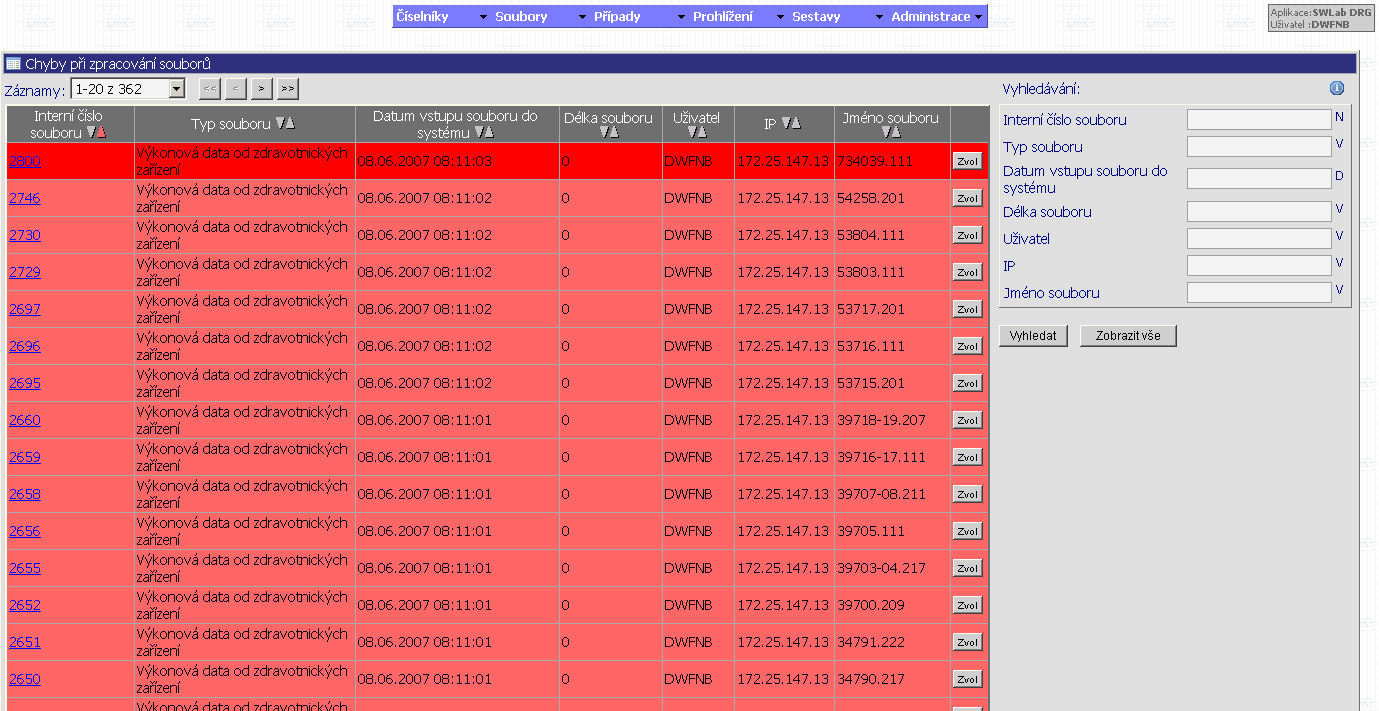 Číselníky Soubory Případy Prohlížení Sestavy Administrace
Aplikace:SWLab DRG
Uživatel :DWFNB
Chyby při zpracování souborů
Záznamy: 1-20 z 362 << < > >>
Interní číslo souboru Typ souboru Datum vstupu souboru do systému Délka souboru Uživatel IP Jméno souboru
2800 Výkonová data od zdravotnických zařízení 08.06.2007 08:11:03 0 DWFNB 172.25.147.13 734039.111 Zvol
2746 Výkonová data od zdravotnických zařízení 08.06.2007 08:11:02 0 DWFNB 172.25.147.13 54258.201 Zvol
2730 Výkonová data od zdravotnických zařízení 08.06.2007 08:11:02 0 DWFNB 172.25.147.13 53804.111 Zvol
2729 Výkonová data od zdravotnických zařízení 08.06.2007 08:11:02 0 DWFNB 172.25.147.13 53803.111 Zvol
2697 Výkonová data od zdravotnických zařízení 08.06.2007 08:11:02 0 DWFNB 172.25.147.13 53717.201 Zvol
2696 Výkonová data od zdravotnických zařízení 08.06.2007 08:11:02 0 DWFNB 172.25.147.13 53716.111 Zvol
2695 Výkonová data od zdravotnických zařízení 08.06.2007 08:11:02 0 DWFNB 172.25.147.13 53715.201 Zvol
2660 Výkonová data od zdravotnických zařízení 08.06.2007 08:11:01 0 DWFNB 172.25.147.13 39718-19.207 Zvol
2659 Výkonová data od zdravotnických zařízení 08.06.2007 08:11:01 0 DWFNB 172.25.147.13 39716-17.111 Zvol
2658 Výkonová data od zdravotnických zařízení 08.06.2007 08:11:01 0 DWFNB 172.25.147.13 39707-08.211 Zvol
2656 Výkonová data od zdravotnických zařízení 08.06.2007 08:11:01 0 DWFNB 172.25.147.13 39705.111 Zvol
2655 Výkonová data od zdravotnických zařízení 08.06.2007 08:11:01 0 DWFNB 172.25.147.13 39703-04.217 Zvol
2652 Výkonová data od zdravotnických zařízení 08.06.2007 08:11:01 0 DWFNB 172.25.147.13 39700.209 Zvol
2651 Výkonová data od zdravotnických zařízení 08.06.2007 08:11:01 0 DWFNB 172.25.147.13 34791.222 Zvol
2650 Výkonová data od zdravotnických zařízení 08.06.2007 08:11:01 0 DWFNB 172.25.147.13 34790.217 Zvol
Výkonová data od zdravotnických
Vyhledávání:
Interní číslo souboru N
Typ souboru V
Datum vstupu souboru do systému D
Délka souboru V
Uživatel V
IP V
Jméno souboru V
Vyhledat Zobrazit vše